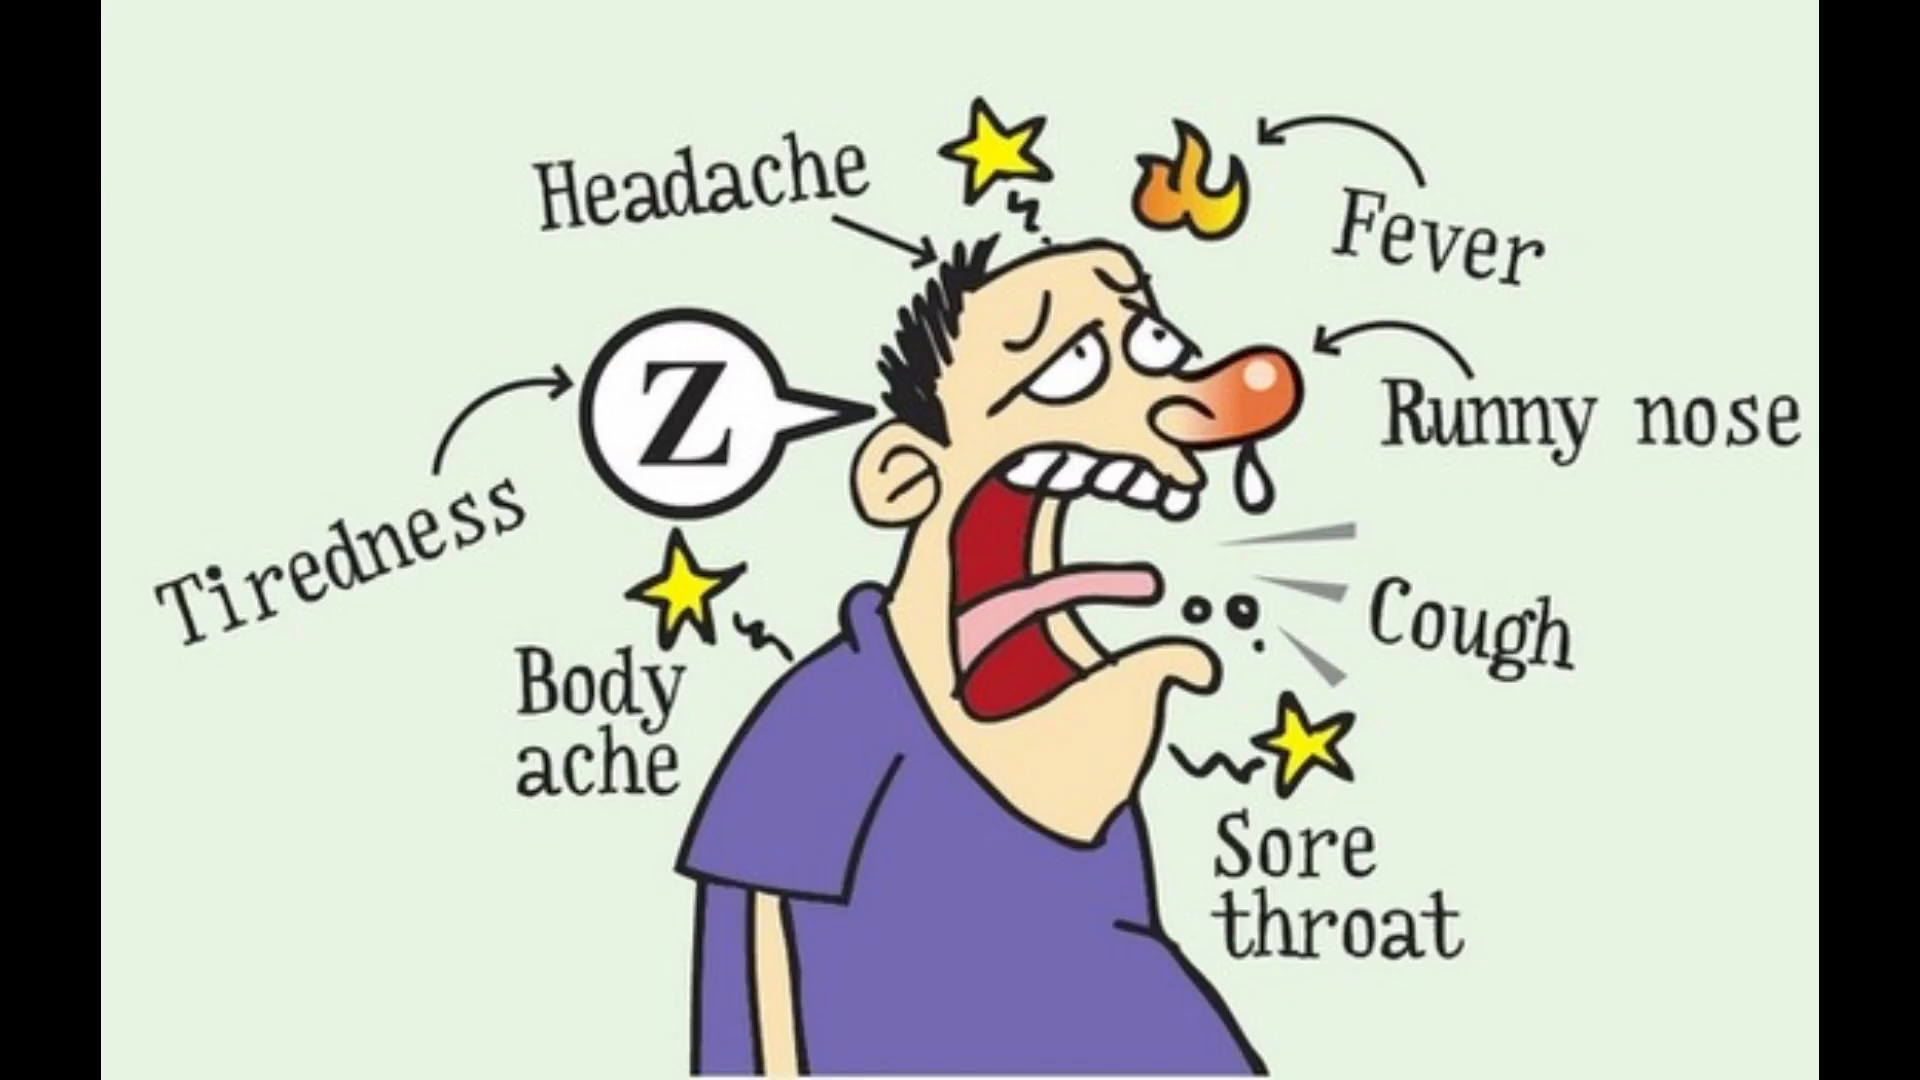 Headache
Fever
Z
Runny nose
Tiredness
Body
ache
Cough
Sore
throat